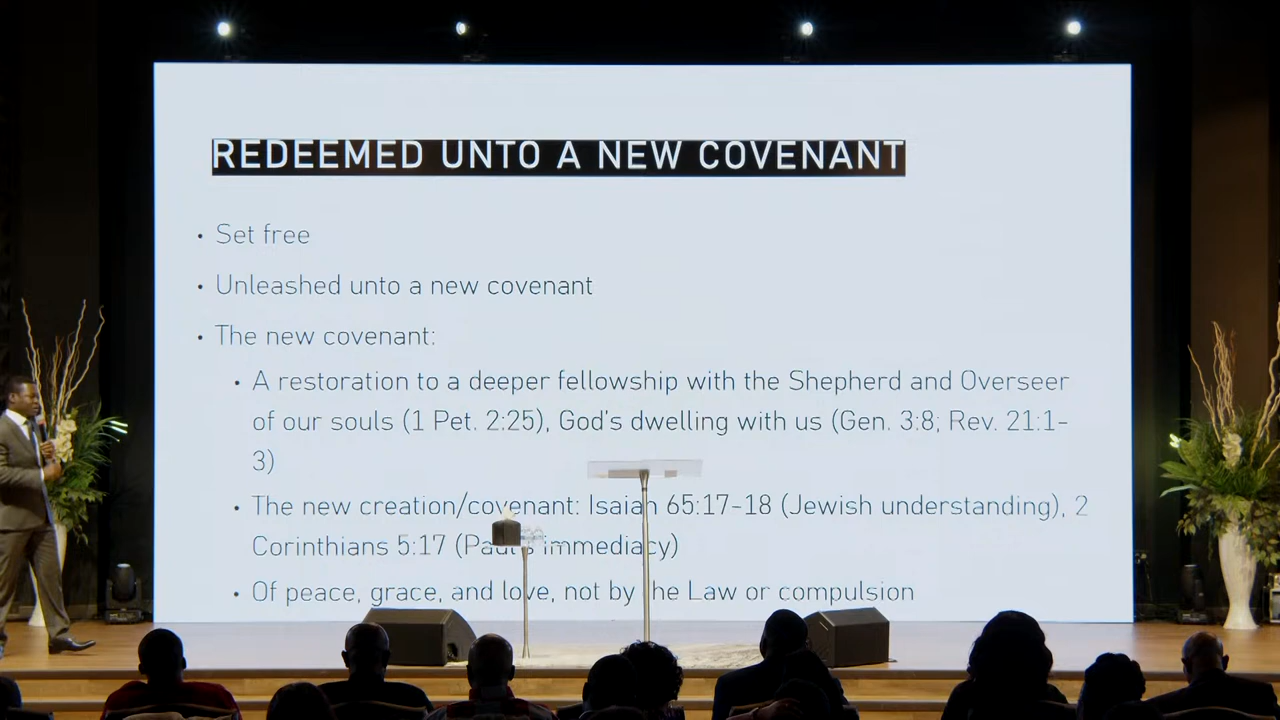 REDEEMED UNTO A NEW COVENANT
• Set free
• Unleashed unto a new covenant
• The new covenant:
• A restoration to a deeper fellowship with the Shepherd and Overseer
of our souls (1 Pet. 2:25), God's dwelling with us (Gen. 3:8; Rev. 21:1-
3)
• The new creation/covenant: Isaiah 65:17-18 (Jewish understanding), 2
Corinthians 5:17 (Paul's immediacy)
• Of peace, grace, and love, not by the Law or compulsion